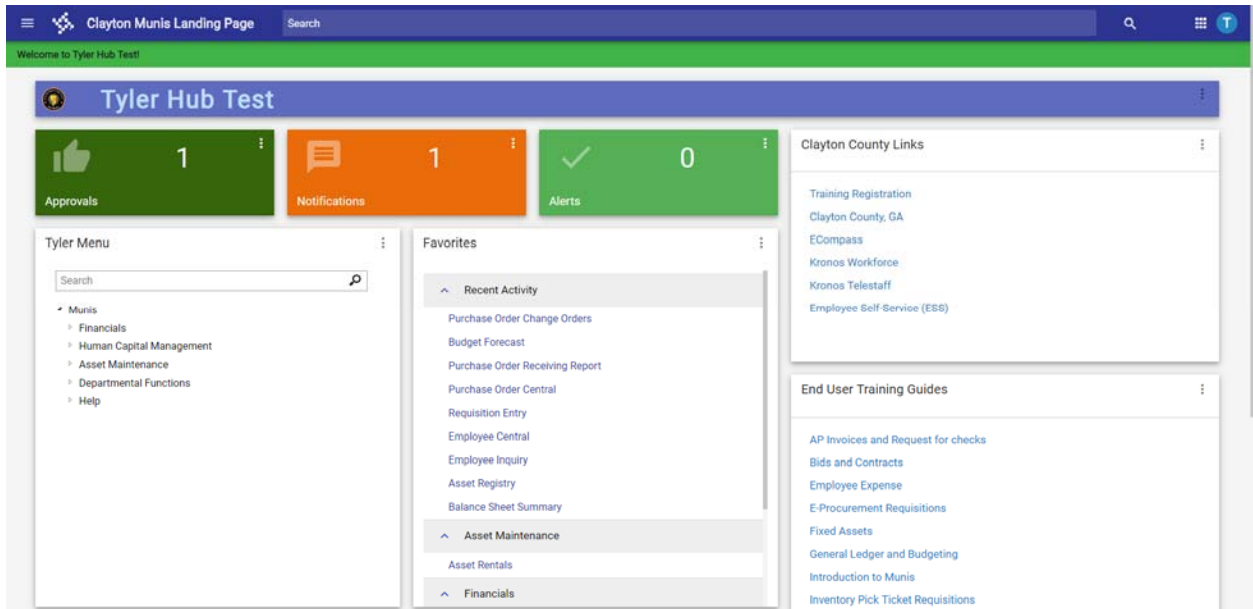 Clayton Munis Landing Page
Search
T
Welcome to Tyler Hub Test!
Tyler Hub Test
1
Approvals
1
Notifications
0
Alerts
Tyler Menu
Search
Munis
Financials
Human Capital Management
Asset Maintenance
Departmental Functions
Help
Favorites
Recent Activity
Purchase Order Change Orders
Budget Forecast
Purchase Order Receiving Report
Purchase Order Central
Requisition Entry
Employee Central
Employee Inquiry
Asset Registry
Balance Sheet Summary
Asset Maintenance
Asset Rentals
Financials
Clayton County Links
Training Registration
Clayton County, GA
ECompass
Kronos Workforce
Kronos Telestaff
Employee Self-Service (ESS)
End User Training Guides
AP Invoices and Request for checks
Bids and Contracts
Employee Expense
E-Procurement Requisitions
Fixed Assets
General Ledger and Budgeting
Introduction to Munis
Inventory Pick Ticket Requisitions